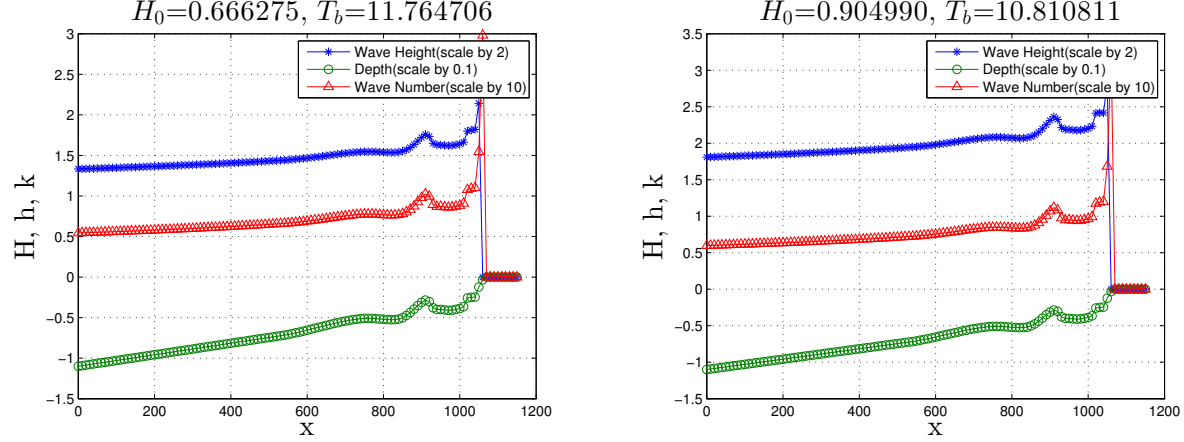 H₀=0.666275, T_b=11.764706
Wave Height(scale by 2)
Depth(scale by 0.1)
Wave Number(scale by 10)
3
2.5
2
1.5
1
0.5
0
−0.5
−1
−1.5
H, h, k
0 200 400 600 800 1000 1200
x
H₀=0.904990, T_b=10.810811
Wave Height(scale by 2)
Depth(scale by 0.1)
Wave Number(scale by 10)
3.5
3
2.5
2
1.5
1
0.5
0
−0.5
−1
−1.5
H, h, k
0 200 400 600 800 1000 1200
x